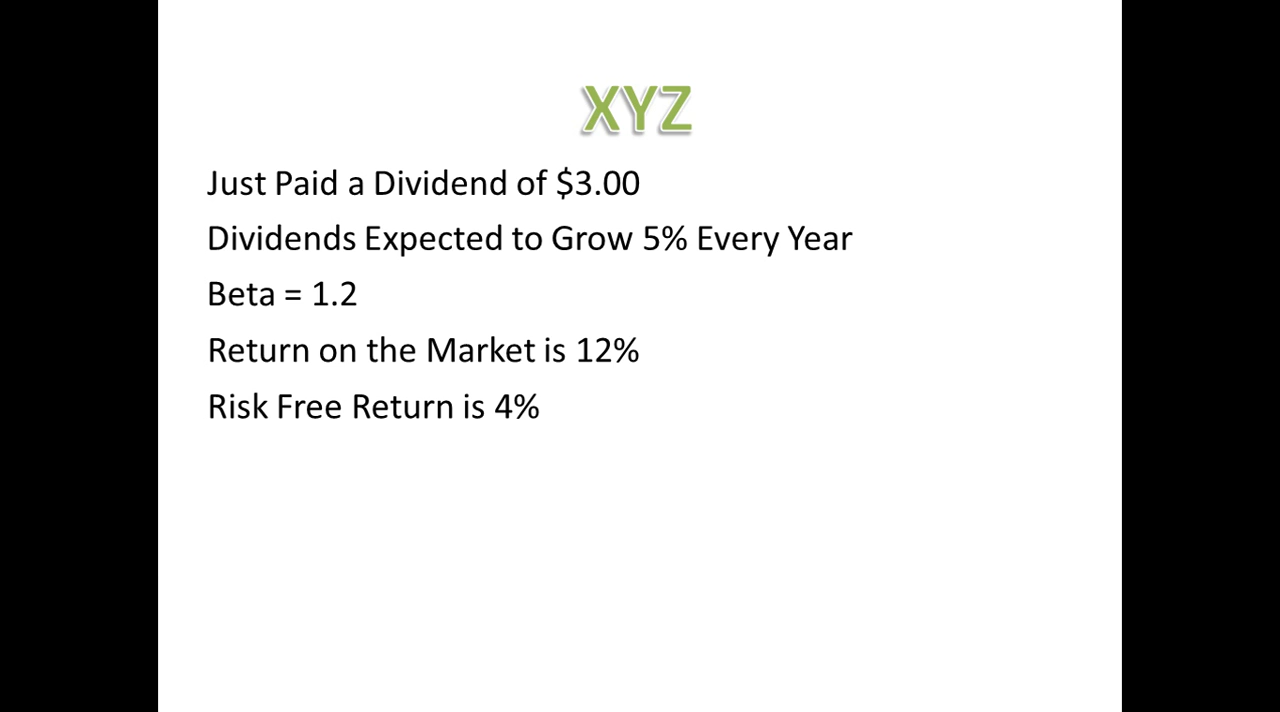 XYZ
Just Paid a Dividend of $3.00
Dividends Expected to Grow 5% Every Year
Beta = 1.2
Return on the Market is 12%
Risk Free Return is 4%